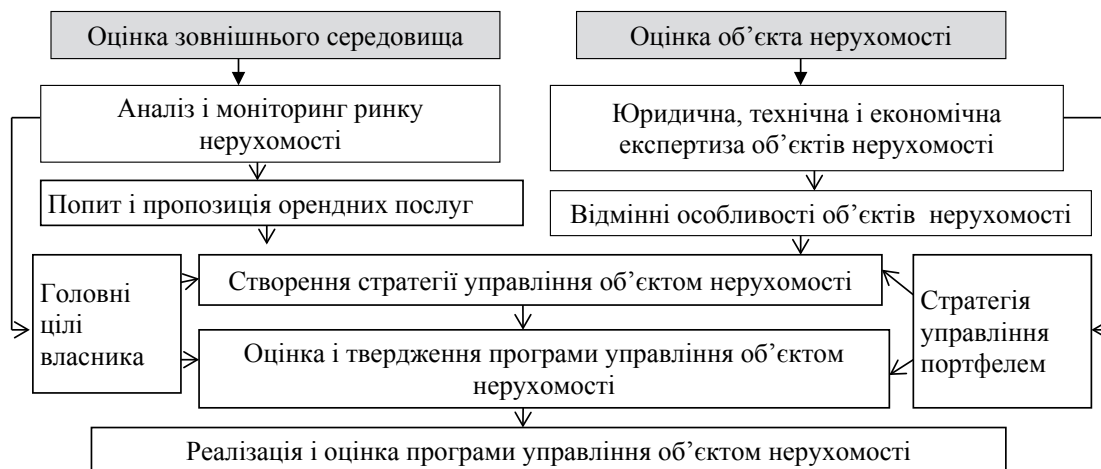 Оцінка зовнішнього середовища
Оцінка об’єкта нерухомості
Аналіз і моніторинг ринку
нерухомості
Юридична, технічна і економічна
експертиза об’єктів нерухомості
Попит і пропозиція орендних послуг
Відмінні особливості об’єктів нерухомості
Головні
цілі
власника
Створення стратегії управління об’єктом нерухомості
Стратегія
управління
портфелем
Оцінка і твердження програми управління об’єктом
нерухомості
Реалізація і оцінка програми управління об’єктом нерухомості